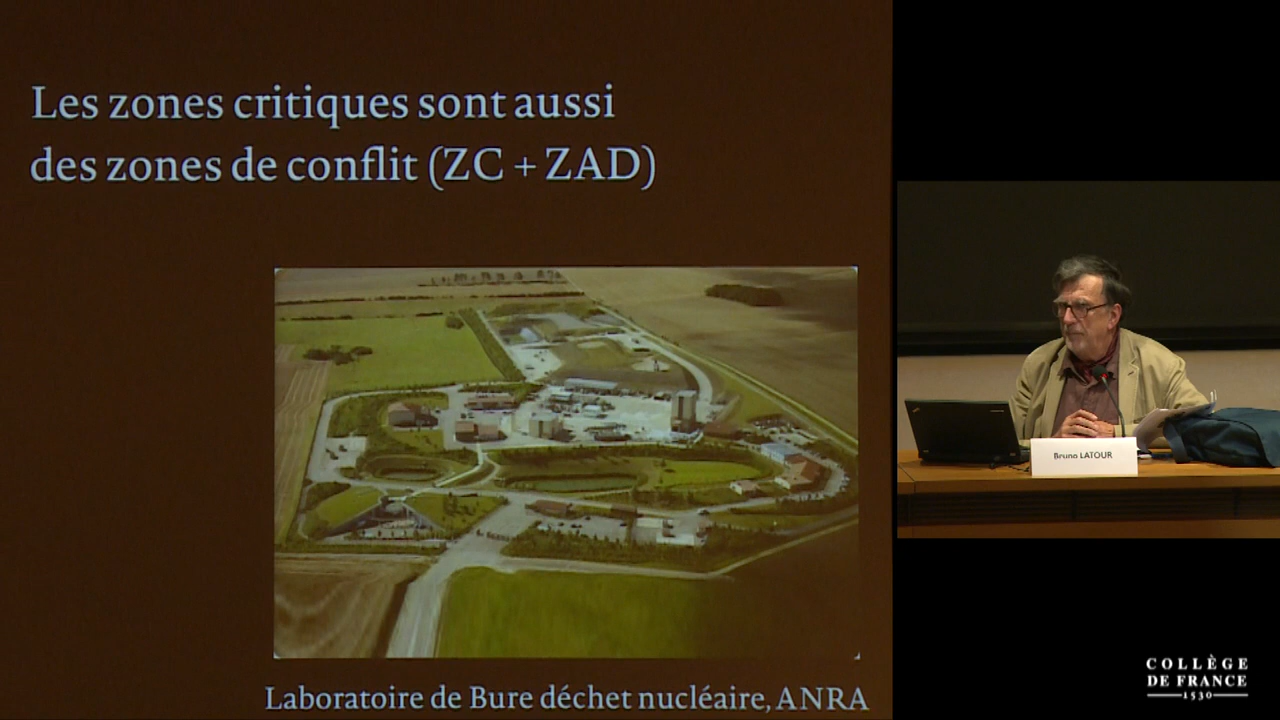 Les zones critiques sont aussi
des zones de conflit (ZC + ZAD)
Laboratoire de Bure déchet nucléaire, ANRA
Bruno LATOUR
COLLÈGE
DE FRANCE
1530